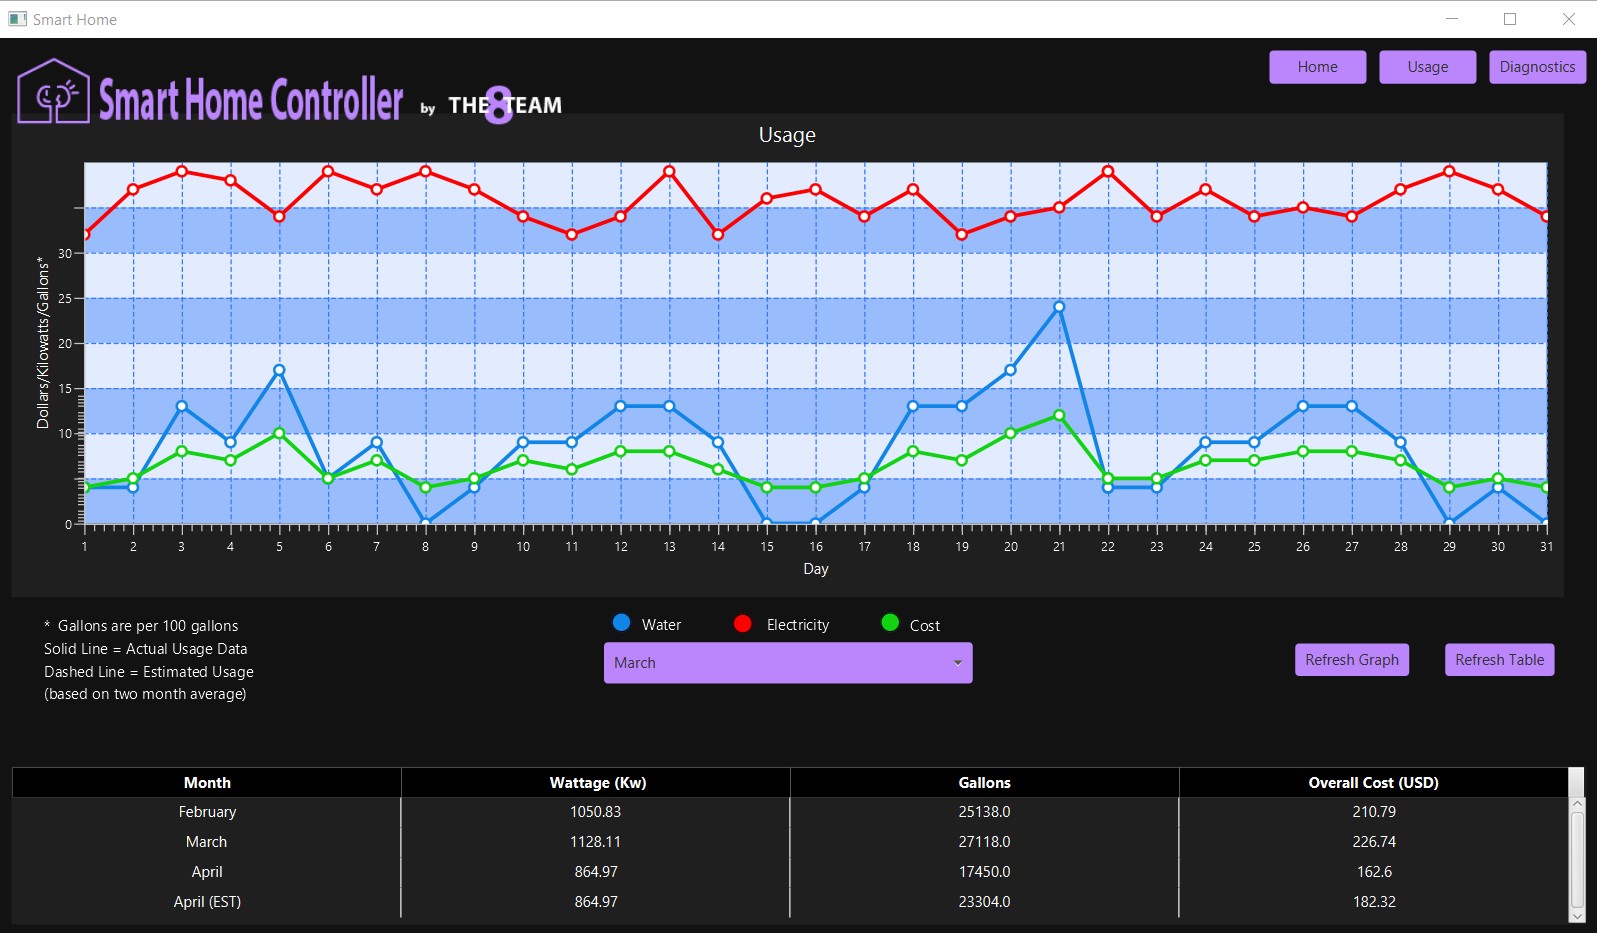 Smart Home
Home Usage Diagnostics
Smart Home Controller by THE8TEAM
Usage
Dollars/Kilowatts/Gallons*
30
25
20
15
10
0
1 2 3 4 5 6 7 8 9 10 11 12 13 14 15 16 17 18 19 20 21 22 23 24 25 26 27 28 29 30 31
Day
* Gallons are per 100 gallons
Solid Line = Actual Usage Data
Dashed Line = Estimated Usage
(based on two month average)
Water Electricity Cost
March
Refresh Graph Refresh Table
Month Wattage (Kw) Gallons Overall Cost (USD)
February 1050.83 25138.0 210.79
March 1128.11 27118.0 226.74
April 864.97 17450.0 162.6
April (EST) 864.97 23304.0 182.32